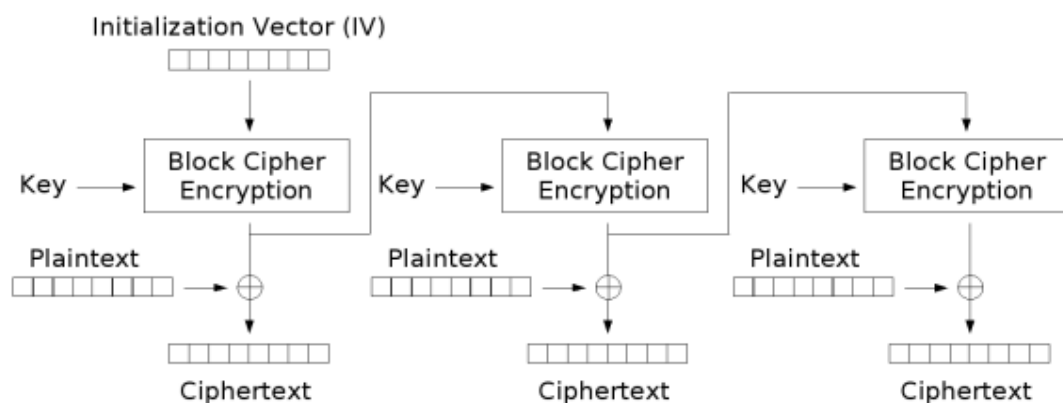 Initialization Vector (IV)
Block Cipher
Encryption
Block Cipher
Encryption
Block Cipher
Encryption
Key
Key
Key
Plaintext
Plaintext
Plaintext
Ciphertext
Ciphertext
Ciphertext